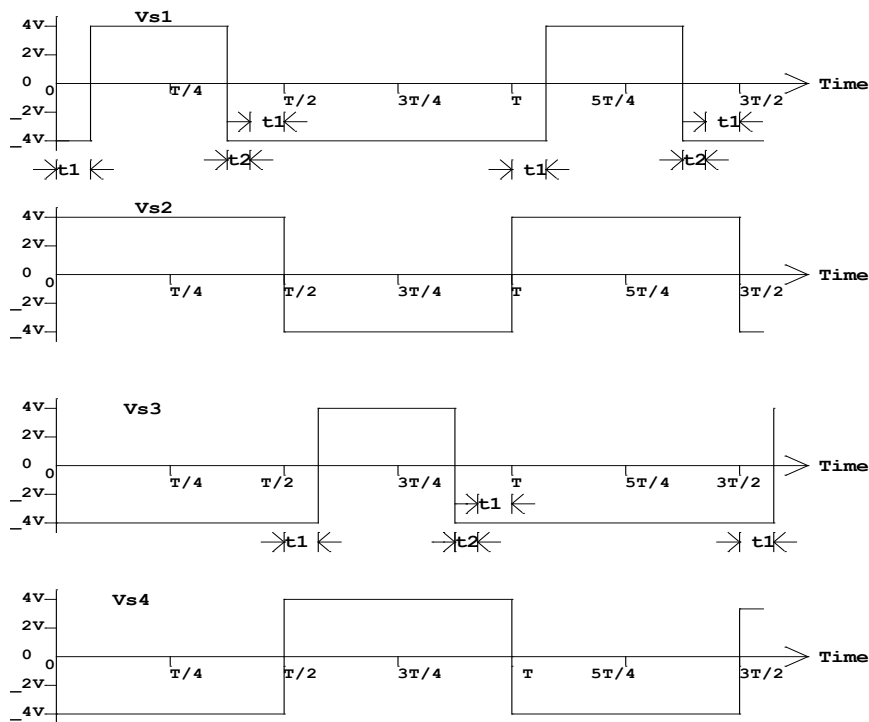 Vs1
4V
2V
0
0
_2V
_4V
T/4
T/2
3T/4
T
5T/4
3T/2
Time
t1
t1
t1
t2
t1
t2
Vs2
4V
2V
0
0
_2V
_4V
T/4
T/2
3T/4
T
5T/4
3T/2
Time
Vs3
4V
2V
0
0
_2V
_4V
T/4
T/2
3T/4
T
5T/4
3T/2
Time
t1
t1
t2
t1
Vs4
4V
2V
0
0
_2V
_4V
T/4
T/2
3T/4
T
5T/4
3T/2
Time